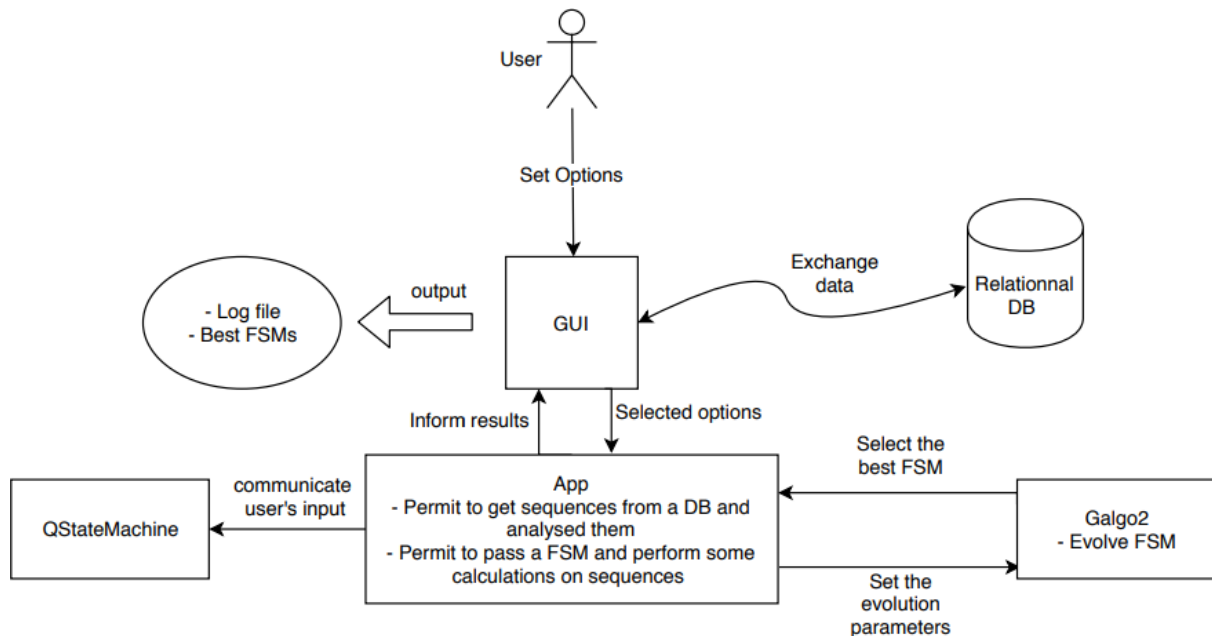 User
Set Options
Exchange
data
Relationnal
DB
output
- Log file
- Best FSMs
GUI
Inform results
Selected options
Select the
best FSM
communicate
user's input
QStateMachine
App
- Permit to get sequences from a DB and
analysed them
- Permit to pass a FSM and perform some
calculations on sequences
Galgo2
- Evolve FSM
Set the
evolution
parameters